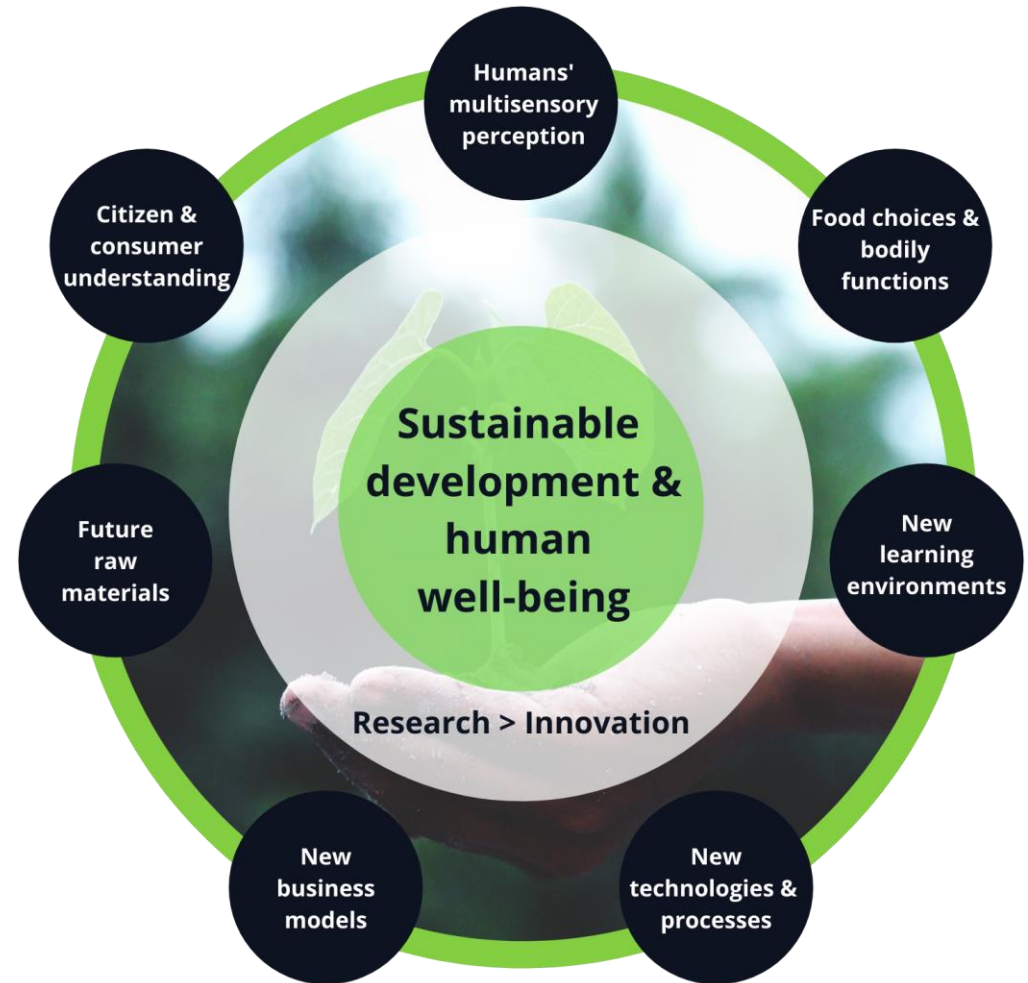 Humans'
multisensory
perception
Food choices &
bodily
functions
New
learning
environments
New
technologies &
processes
New
business
models
Future
raw
materials
Citizen &
consumer
understanding
Sustainable
development &
human
well-being
Research > Innovation